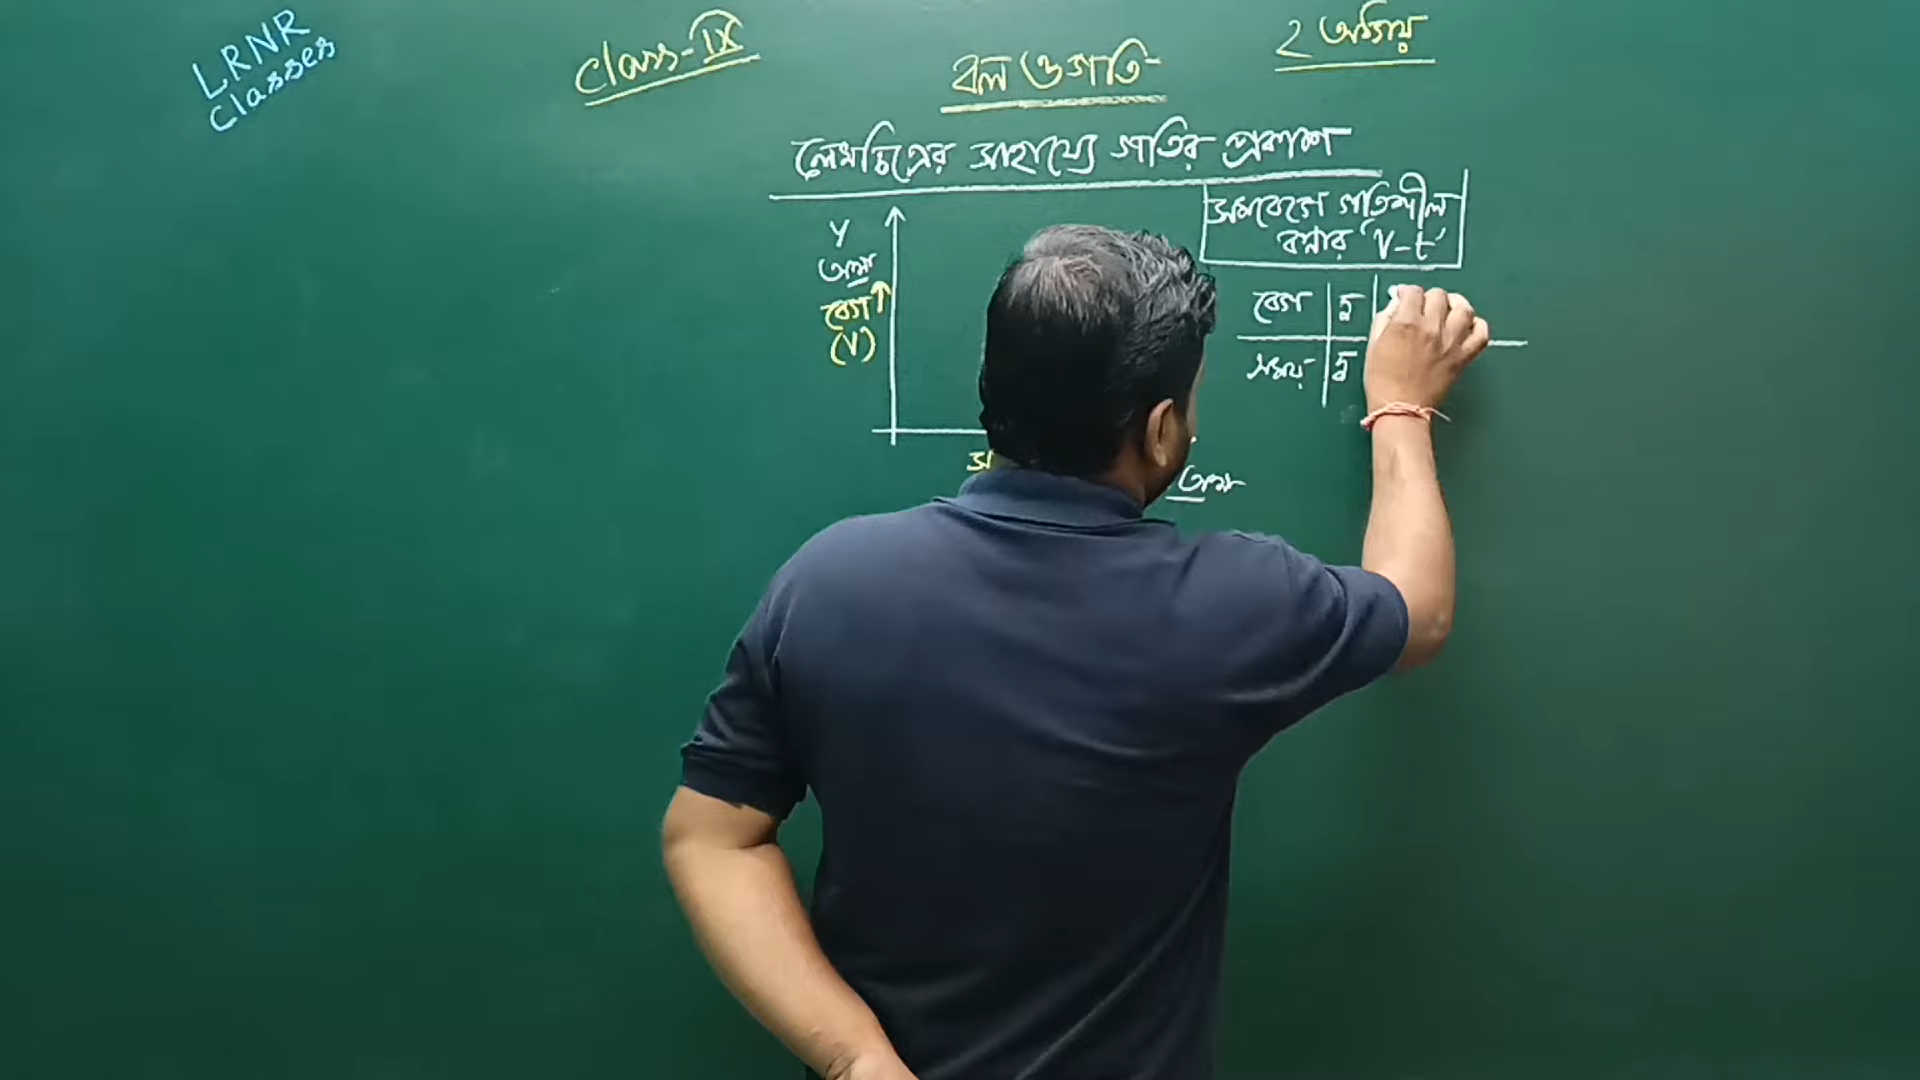 LRNR
Classes
Class-IX
বল ও গতি
2 অধ্যায়
লেখচিত্রের সাহায্যে গতির প্রকাশ
Y
অক্ষ
বেগ↑
(V)
সমবেগে গতিশীল
বস্তুর 'V-t'
বেগ
সময়
স
অক্ষ